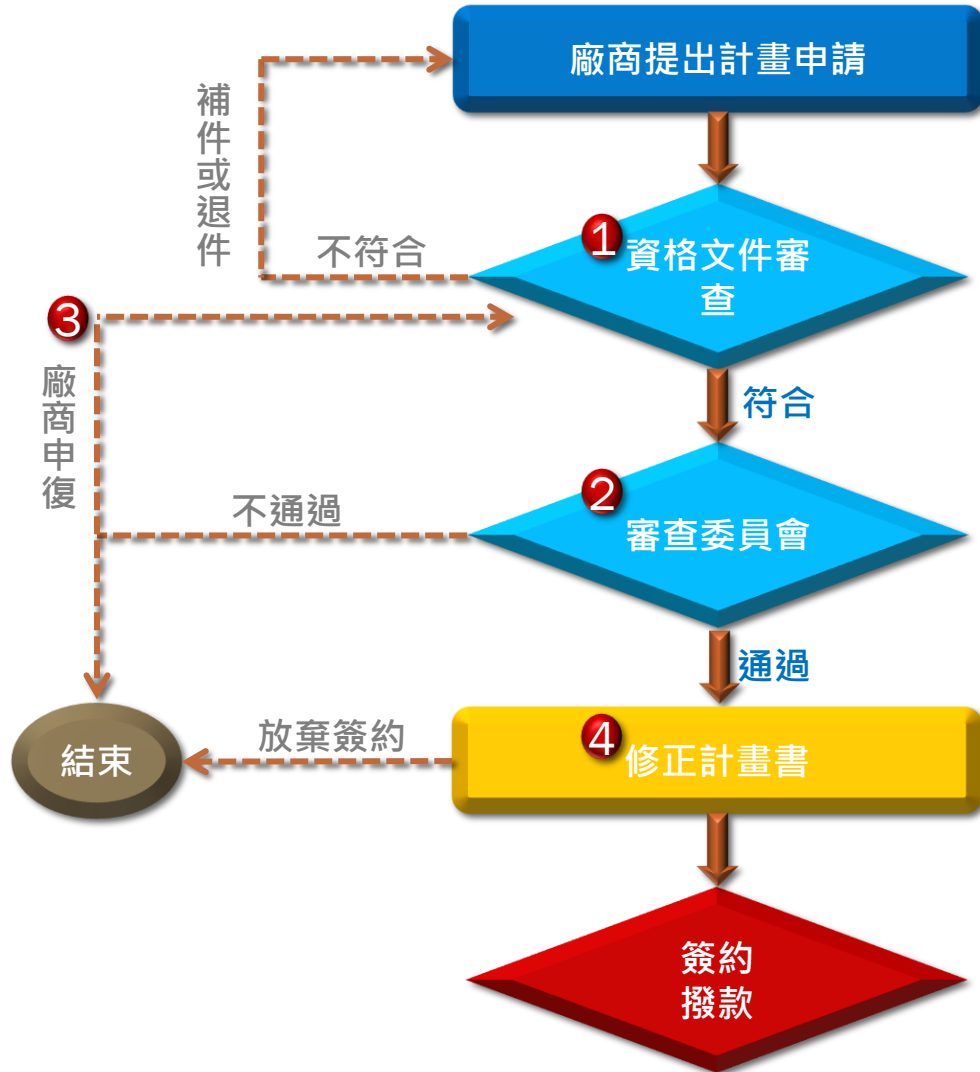 廠商提出計畫申請
補件或退件
不符合
1
資格文件審
查
3
廠商申復
符合
2
審查委員會
不通過
通過
結束
放棄簽約
4
修正計畫書
簽約
撥款